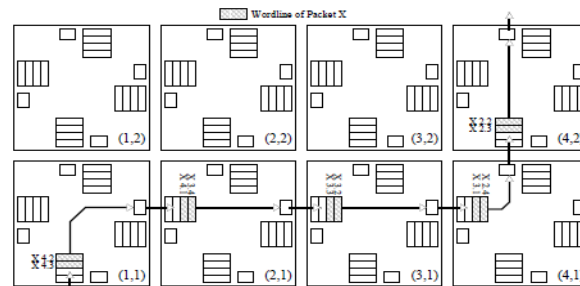 Wordline of Packet X
(1,2)
(2,2)
(3,2)
X 2.2
X 2.3
(4,2)
X 4.2
X 4.3
(1,1)
(2,1)
(3,1)
(4,1)